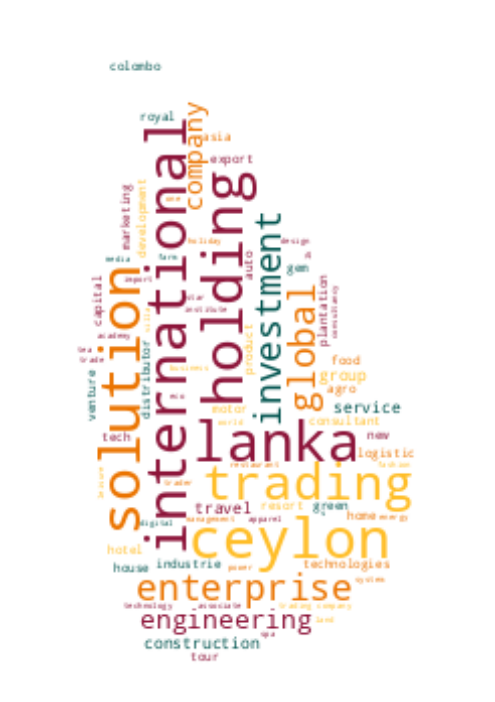 colombo
royal
company
asia
export
international
holding
marketing
development
one
holiday
design
investment
media
farm
auto
gem
import
capital
solution
global
plantation
consultancy
star
institute
academy
villa
product
tea
trade
distributor
business
food
group
venture
eco
agro
motor
service
world
consultant
tech
lanka
new
logistic
restaurant
fashion
trading
leisure
trader
travel
resort
green
home
energy
digital
management
apparel
ceylon
hotel
house
industrie
power
technologies
system
enterprise
technology
associate
trading company
engineering
land
spa
construction
tour